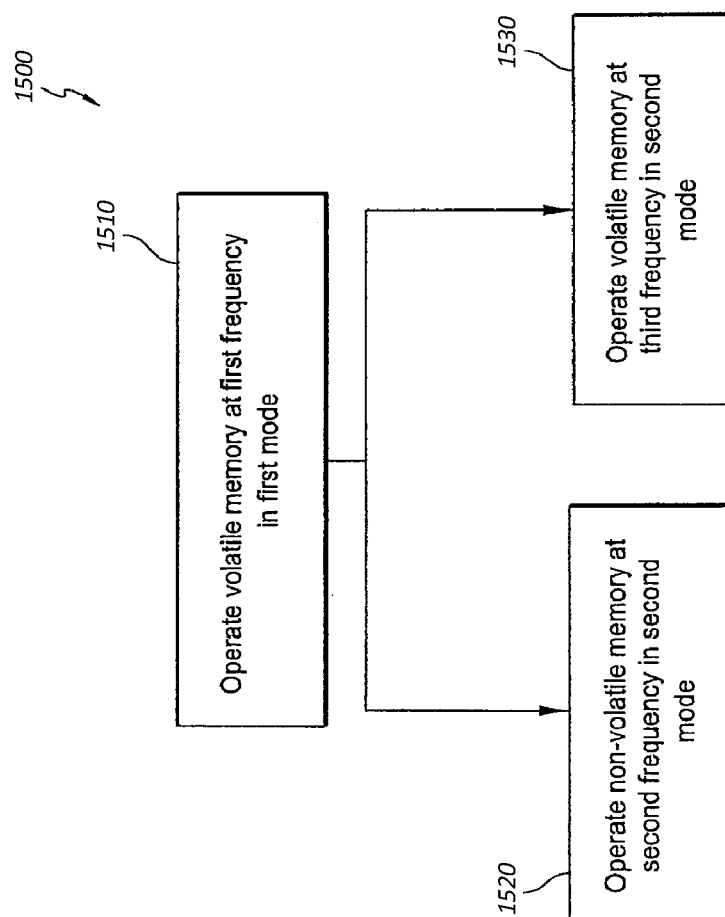 1500
1510
Operate volatile memory at first frequency
in first mode
1520
Operate non-volatile memory at
second frequency in second
mode
1530
Operate volatile memory at
third frequency in second
mode